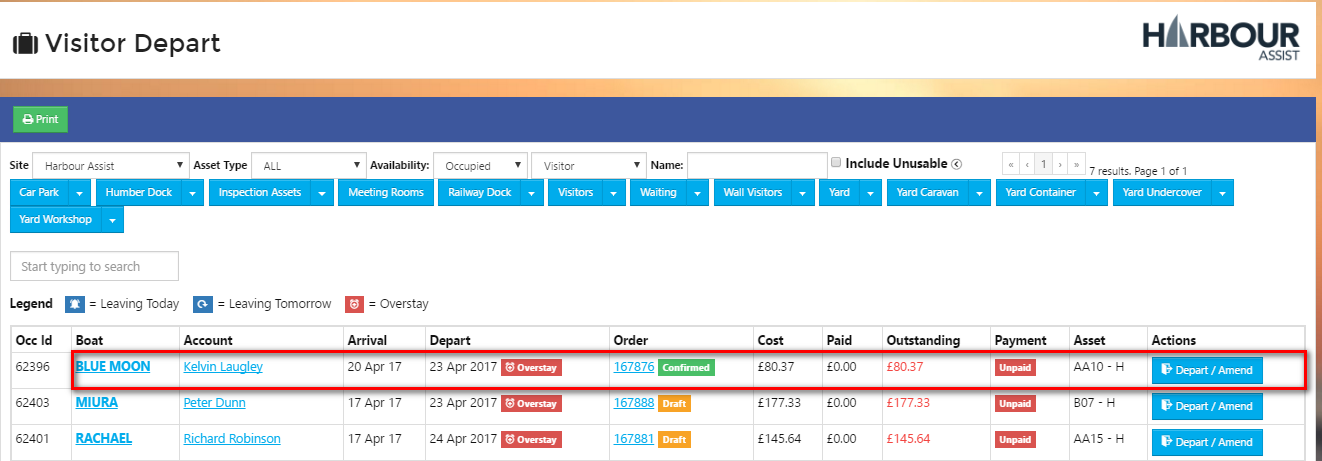 Visitor Depart
HARBOUR
ASSIST
Print
Site Harbour Assist Asset Type ALL Availability: Occupied Visitor Name: Include Unusable « ‹ 1 › » 7 results. Page 1 of 1
Car Park Humber Dock Inspection Assets Meeting Rooms Railway Dock Visitors Waiting Wall Visitors Yard Yard Caravan Yard Container Yard Undercover
Yard Workshop
Start typing to search
Legend = Leaving Today = Leaving Tomorrow = Overstay
Occ Id Boat Account Arrival Depart Order Cost Paid Outstanding Payment Asset Actions
62396 BLUE MOON Kelvin Laugley 20 Apr 17 23 Apr 2017 Overstay 167876 Confirmed £80.37 £0.00 £80.37 Unpaid AA10 - H Depart / Amend
62403 MIURA Peter Dunn 17 Apr 17 23 Apr 2017 Overstay 167888 Draft £177.33 £0.00 £177.33 Unpaid B07 - H Depart / Amend
62401 RACHAEL Richard Robinson 17 Apr 17 24 Apr 2017 Overstay 167881 Draft £145.64 £0.00 £145.64 Unpaid AA15 - H Depart / Amend